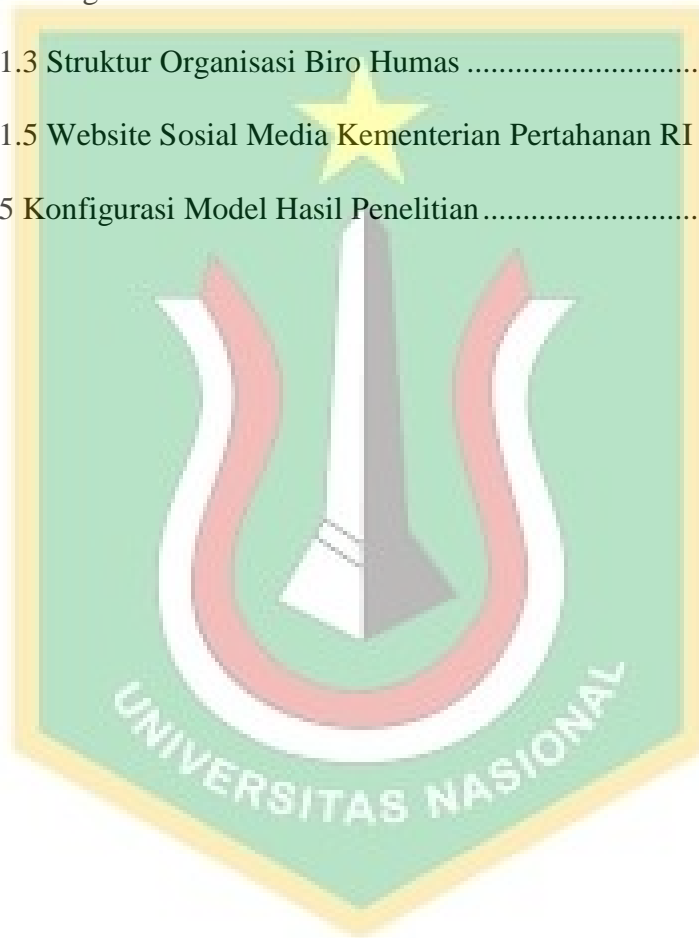 1.3 Struktur Organisasi Biro Humas ............................
1.5 Website Sosial Media Kementerian Pertahanan RI
5 Konfigurasi Model Hasil Penelitian ..........................
UNIVERSITAS NASIONAL